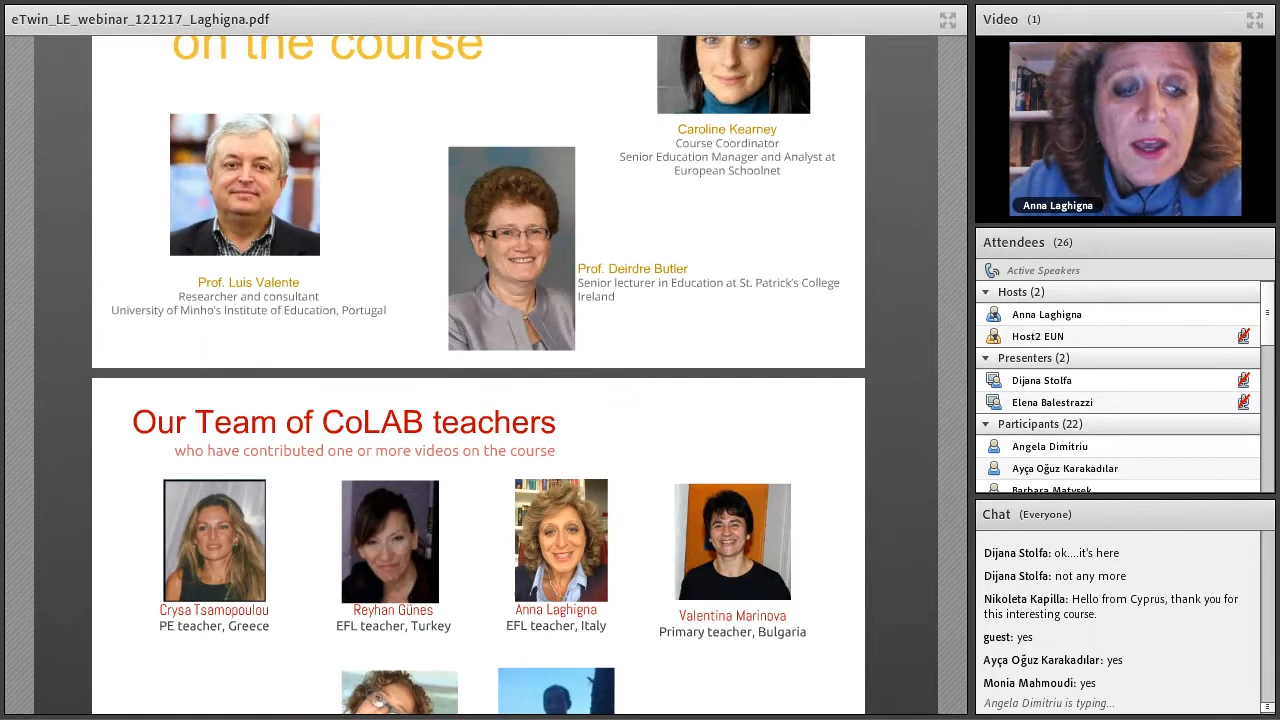 eTwin_LE_webinar_121217_Laghigna.pdf
on the course
Caroline Kearney
Course Coordinator
Senior Education Manager and Analyst at
European Schoolnet
Prof. Luis Valente
Researcher and consultant
University of Minho's Institute of Education, Portugal
Prof. Deirdre Butler
Senior lecturer in Education at St. Patrick's College
Ireland
Our Team of CoLAB teachers
who have contributed one or more videos on the course
Crysa Tsamopoulou
PE teacher, Greece
Reyhan Günes
EFL teacher, Turkey
Anna Laghigna
EFL teacher, Italy
Valentina Marinova
Primary teacher, Bulgaria
Video (1)
Anna Laghigna
Attendees (26)
Active Speakers
Hosts (2)
Anna Laghigna
Host2 EUN
Presenters (2)
Dijana Stolfa
Elena Balestrazzi
Participants (22)
Angela Dimitriu
Ayça Oğuz Karakadılar
Barbara Matysek
Chat (Everyone)
Dijana Stolfa: ok....it's here
Dijana Stolfa: not any more
Nikoleta Kapilla: Hello from Cyprus, thank you for
this interesting course.
guest: yes
Ayça Oğuz Karakadılar: yes
Monia Mahmoudi: yes
Angela Dimitriu is typing...